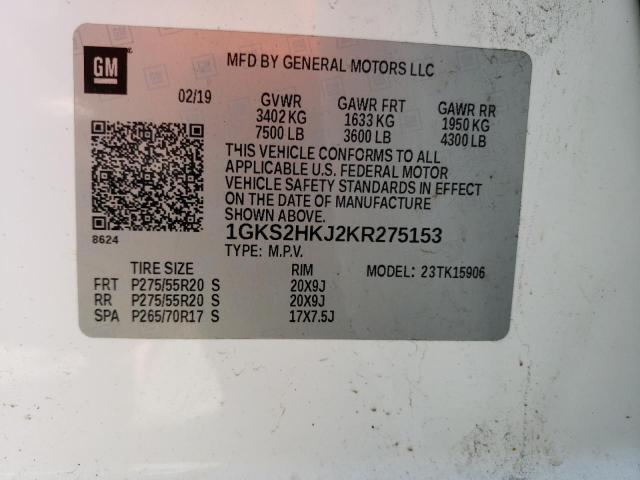 GM
MFD BY GENERAL MOTORS LLC
02/19 GVWR GAWR FRT GAWR RR
3402 KG 1633 KG 1950 KG
7500 LB 3600 LB 4300 LB
THIS VEHICLE CONFORMS TO ALL
APPLICABLE U.S. FEDERAL MOTOR
VEHICLE SAFETY STANDARDS IN EFFECT
ON THE DATE OF MANUFACTURE
SHOWN ABOVE.
8624 1GKS2HKJ2KR275153
TYPE: M.P.V.
TIRE SIZE RIM MODEL: 23TK15906
FRT P275/55R20 S 20X9J
RR P275/55R20 S 20X9J
SPA P265/70R17 S 17X7.5J